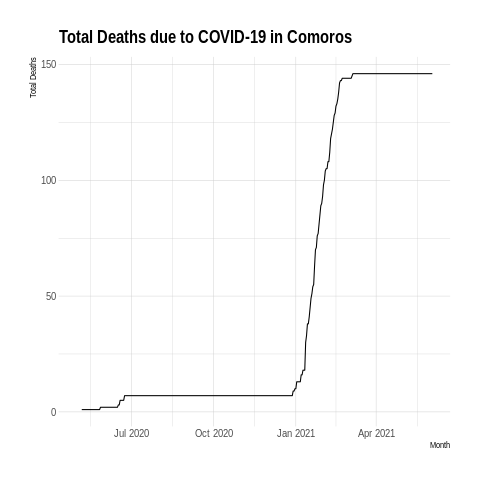 Total Deaths due to COVID-19 in Comoros
Total Deaths
150
100
50
0
Jul 2020 Oct 2020 Jan 2021 Apr 2021
Month